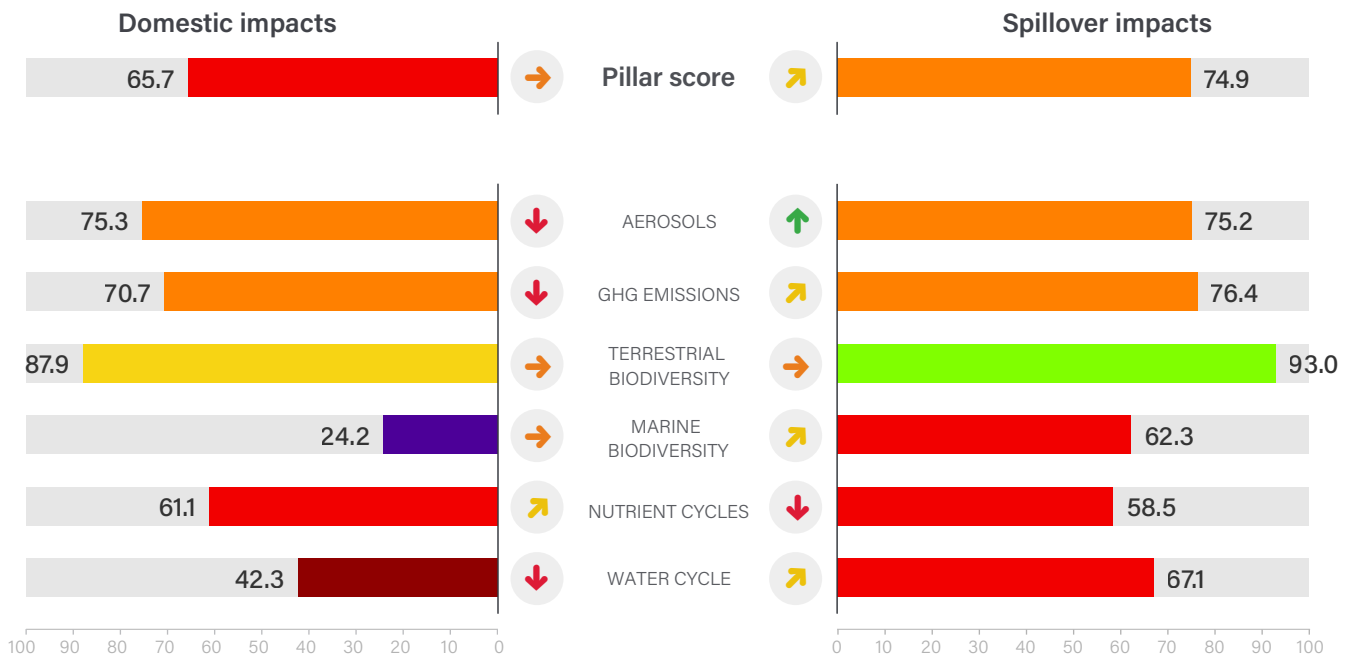 Domestic impacts
Spillover impacts
65.7
Pillar score
74.9
75.3
AEROSOLS
75.2
70.7
GHG EMISSIONS
76.4
87.9
TERRESTRIAL
BIODIVERSITY
93.0
24.2
MARINE
BIODIVERSITY
62.3
61.1
NUTRIENT CYCLES
58.5
42.3
WATER CYCLE
67.1
100 90 80 70 60 50 40 30 20 10 0
0 10 20 30 40 50 60 70 80 90 100